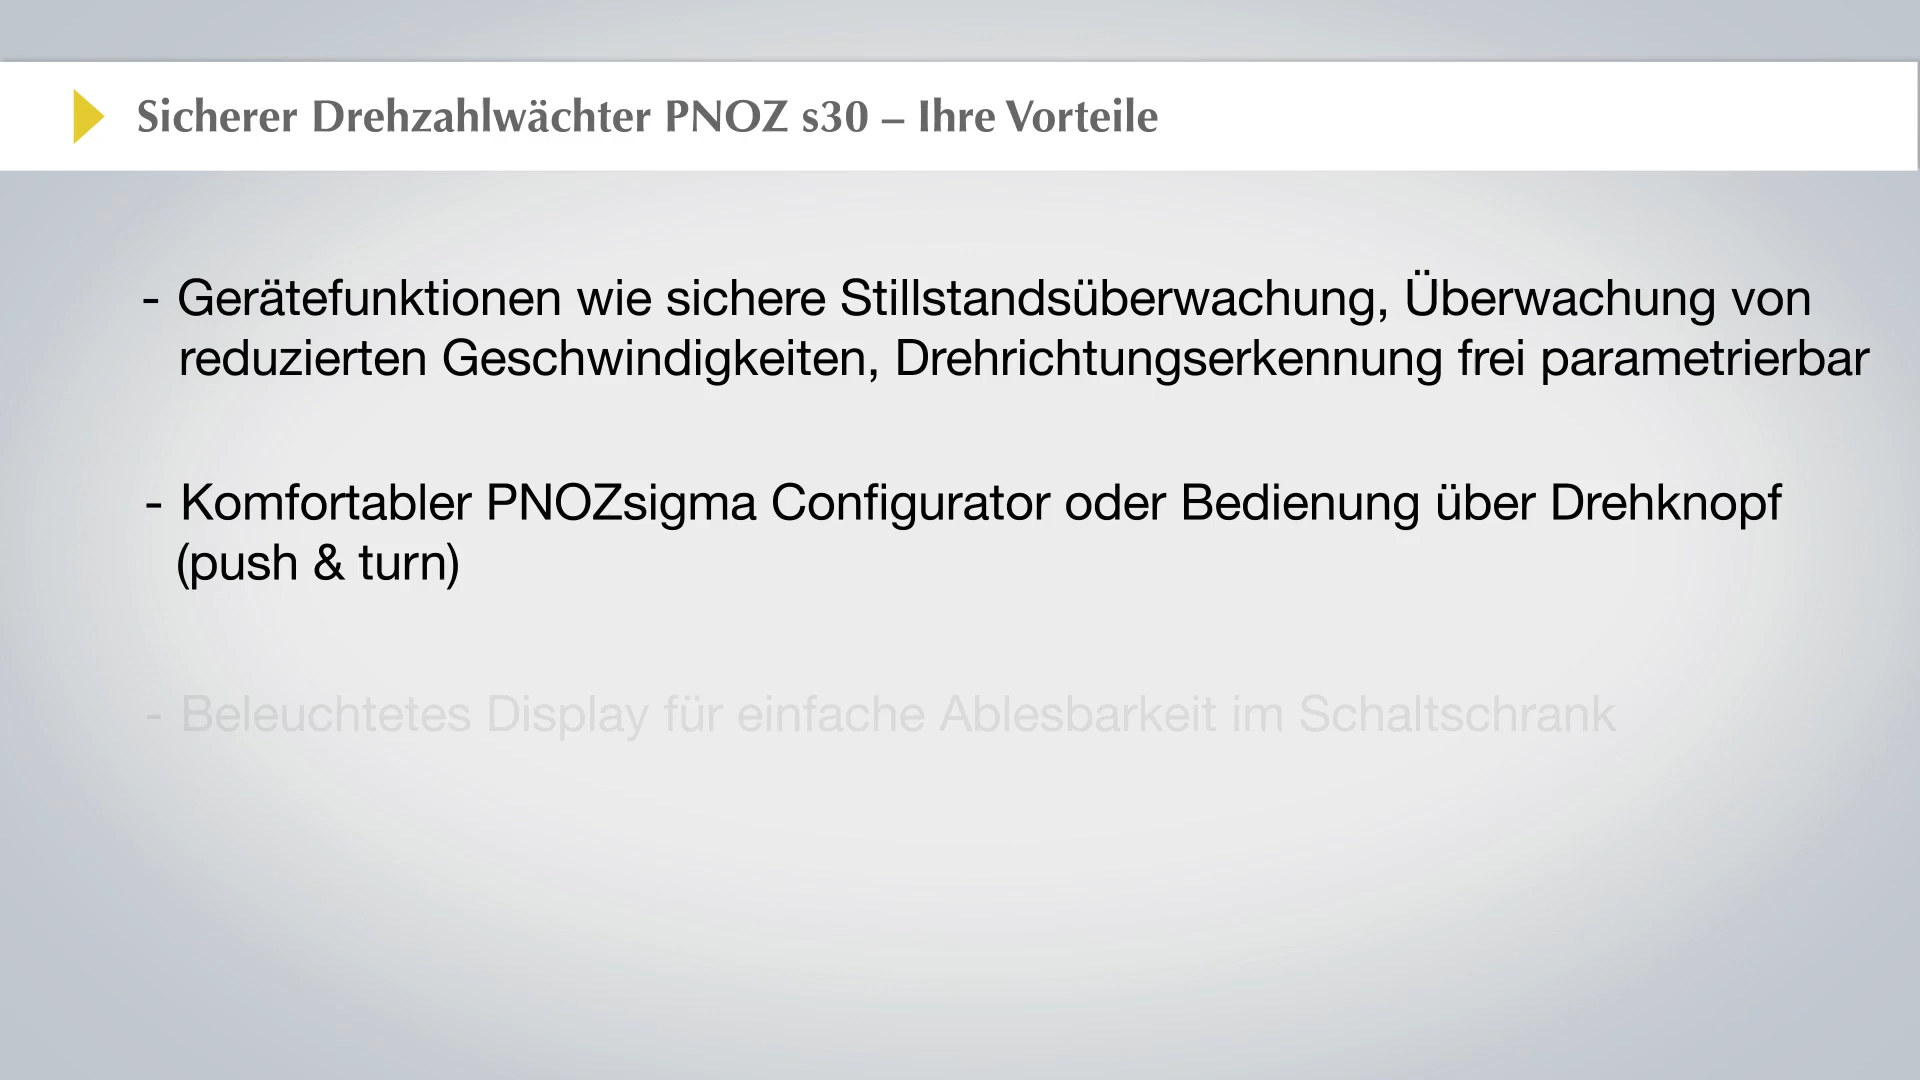 Sicherer Drehzahlwächter PNOZ s30 – Ihre Vorteile
- Gerätefunktionen wie sichere Stillstandsüberwachung, Überwachung von
reduzierten Geschwindigkeiten, Drehrichtungserkennung frei parametrierbar
- Komfortabler PNOZsigma Configurator oder Bedienung über Drehknopf
(push & turn)
- Beleuchtetes Display für einfache Ablesbarkeit im Schaltschrank